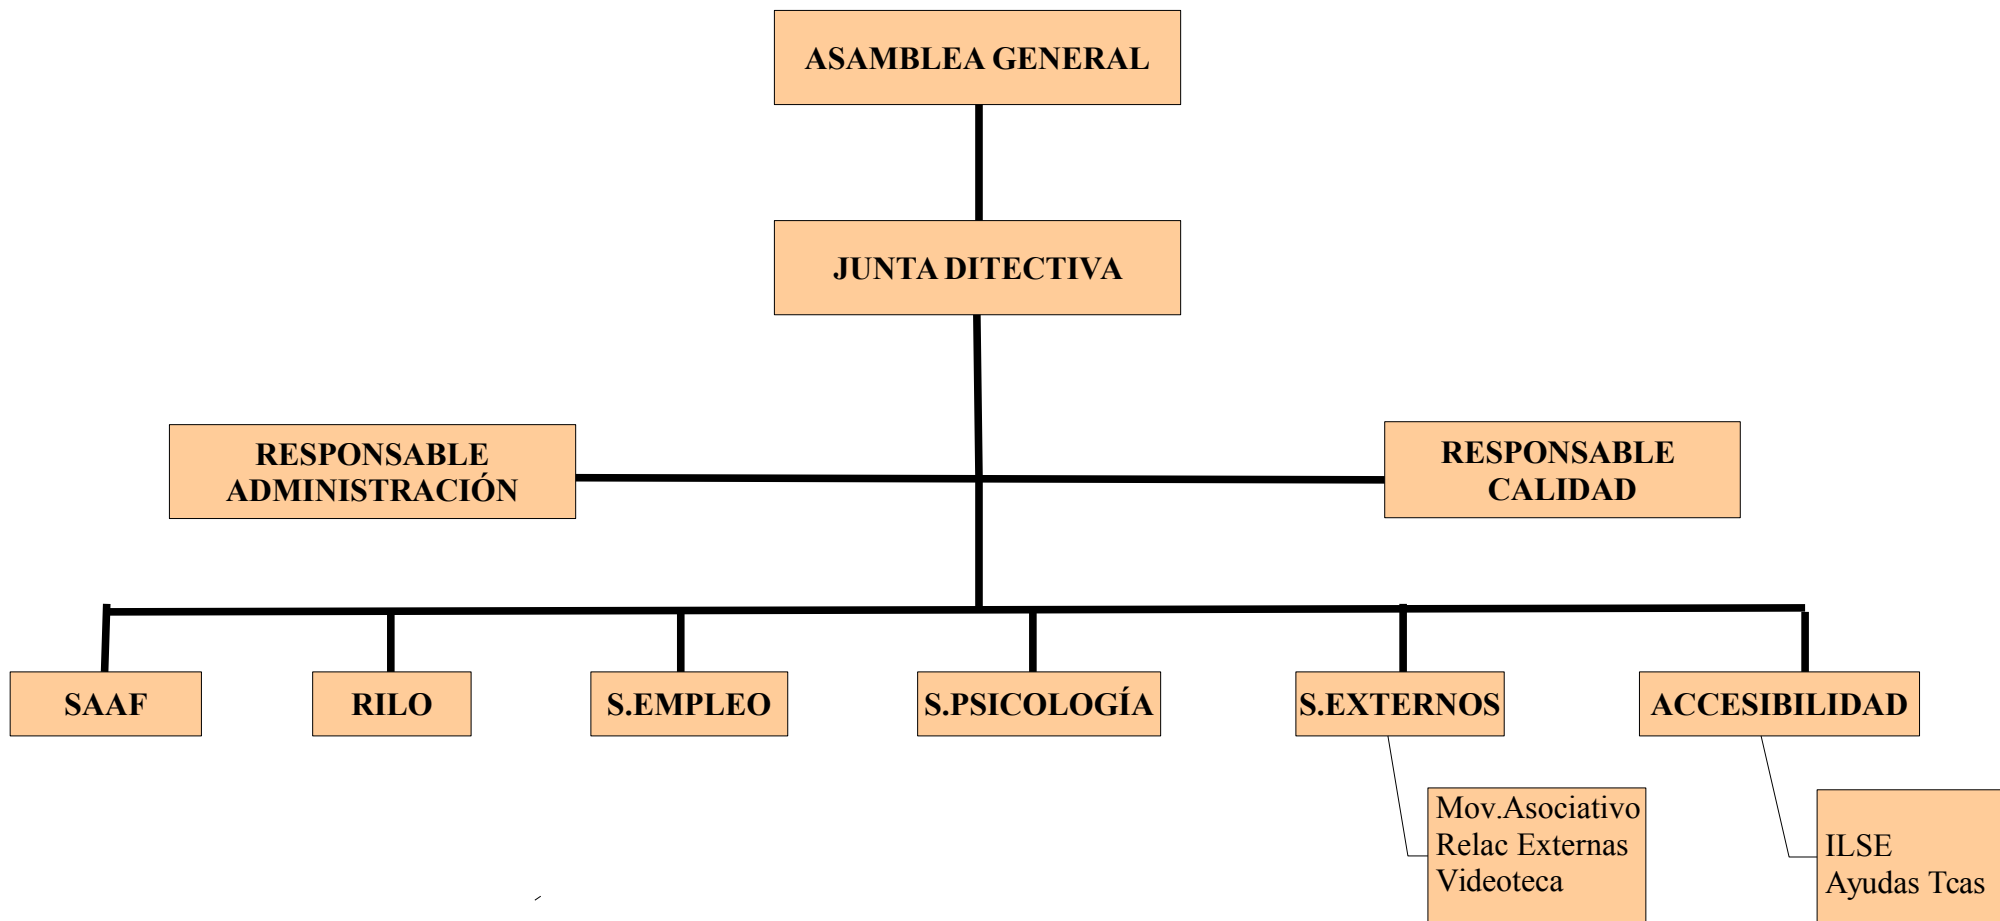 ASAMBLEA GENERAL
JUNTA DITECTIVA
RESPONSABLE
ADMINISTRACIÓN
RESPONSABLE
CALIDAD
SAAF
RILO
S.EMPLEO
S.PSICOLOGÍA
S.EXTERNOS
ACCESIBILIDAD
Mov.Asociativo
Relac Externas
Videoteca
ILSE
Ayudas Tcas